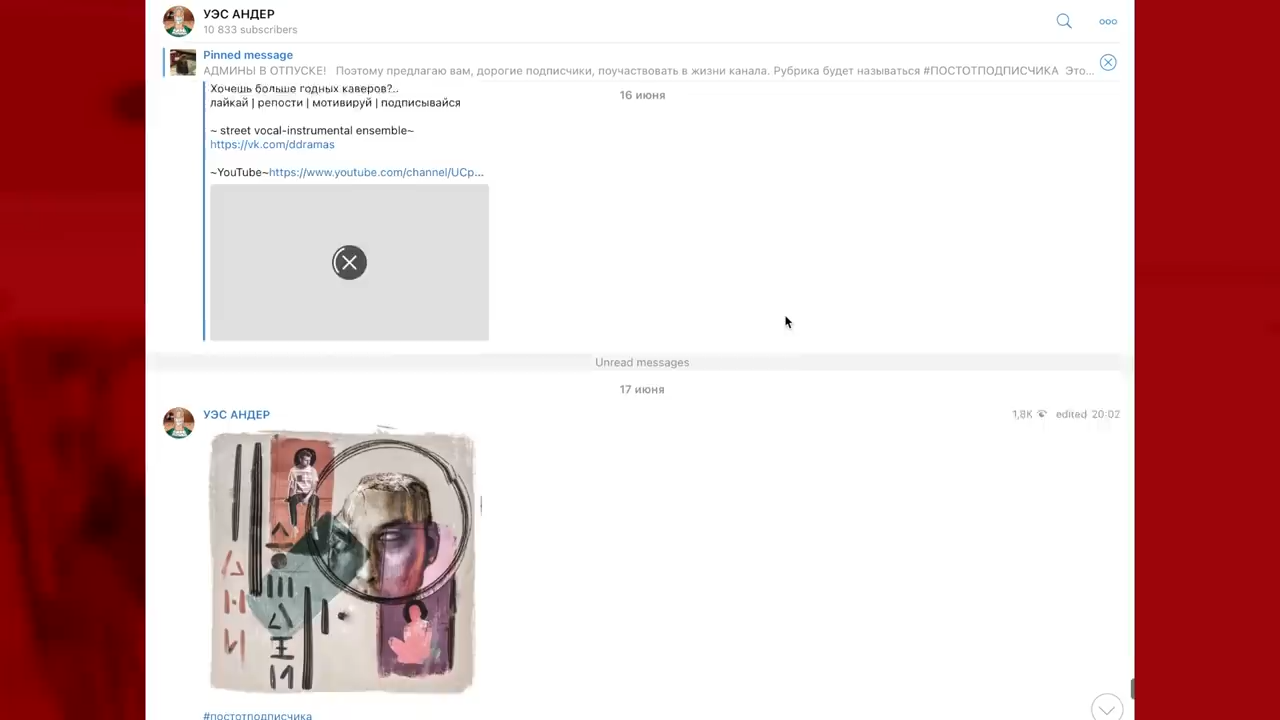 УЭС АНДЕР
10 833 subscribers
Pinned message
АДМИНЫ В ОТПУСКЕ! Поэтому предлагаю вам, дорогие подписчики, поучаствовать в жизни канала. Рубрика будет называться #ПОСТОТПОДПИСЧИКА Это...
Хочешь больше годных каверов?..
16 июня
лайкай | репости | мотивируй | подписывайся
~ street vocal-instrumental ensemble~
https://vk.com/ddramas
~YouTube~https://www.youtube.com/channel/UCp...
Unread messages
17 июня
УЭС АНДЕР
1,8K edited 20:02
#постотподписчика